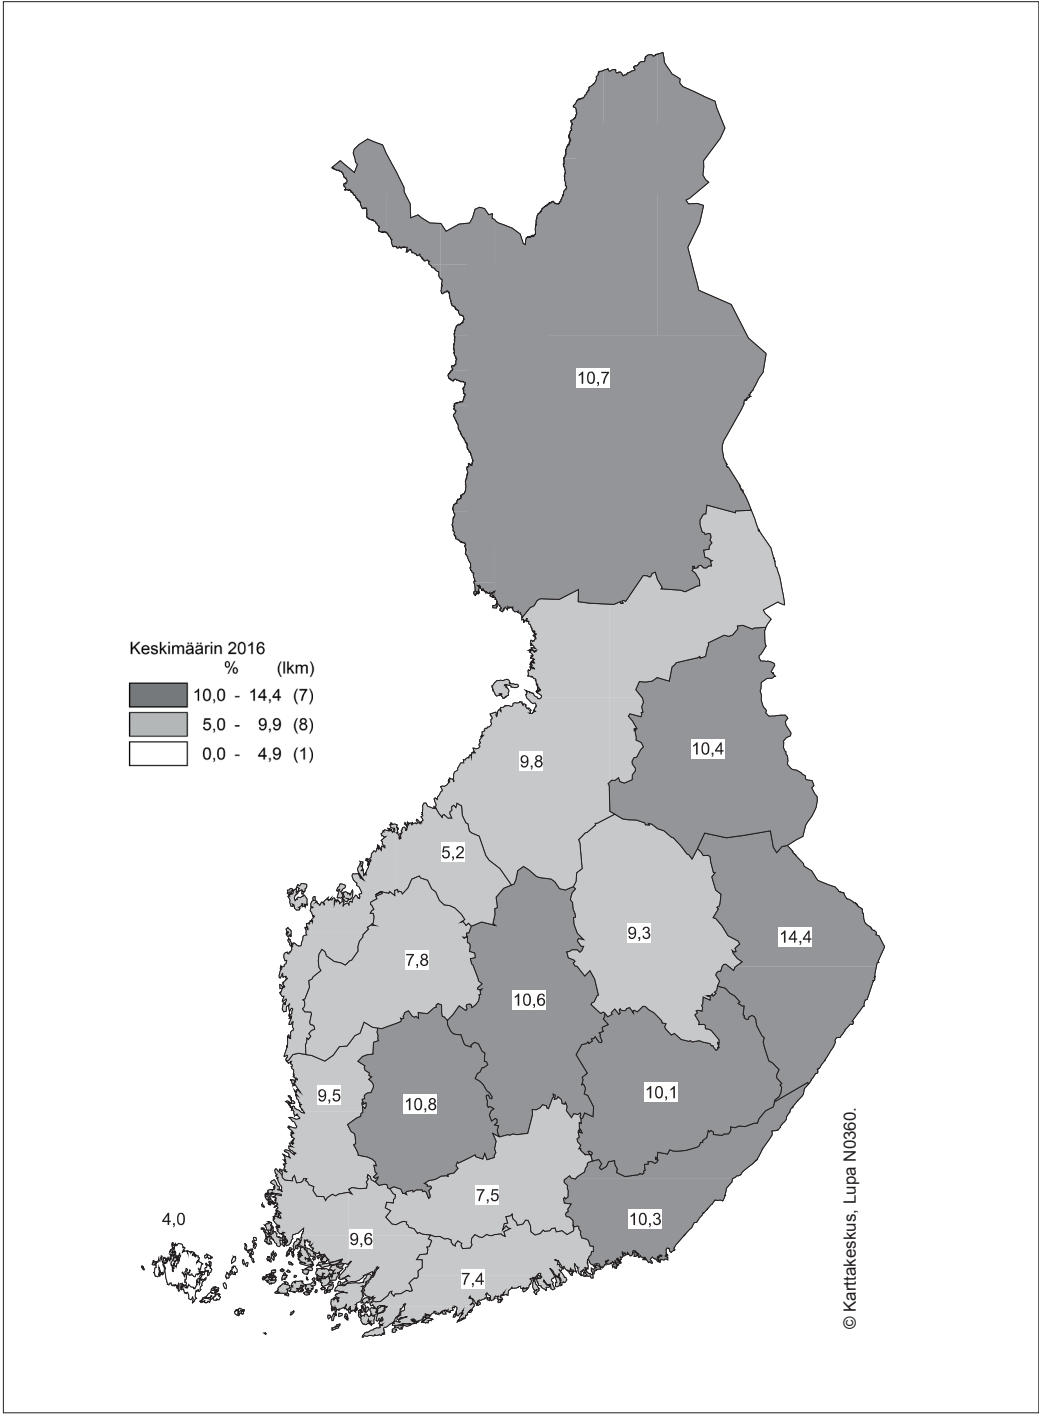 10,7
Keskimäärin 2016
% (lkm)
10,0 - 14,4 (7)
5,0 - 9,9 (8)
0,0 - 4,9 (1)
10,4
9,8
5,2
9,3
14,4
7,8
10,6
9,5
10,8
10,1
7,5
4,0
9,6
10,3
7,4
© Karttakeskus, Lupa N0360.